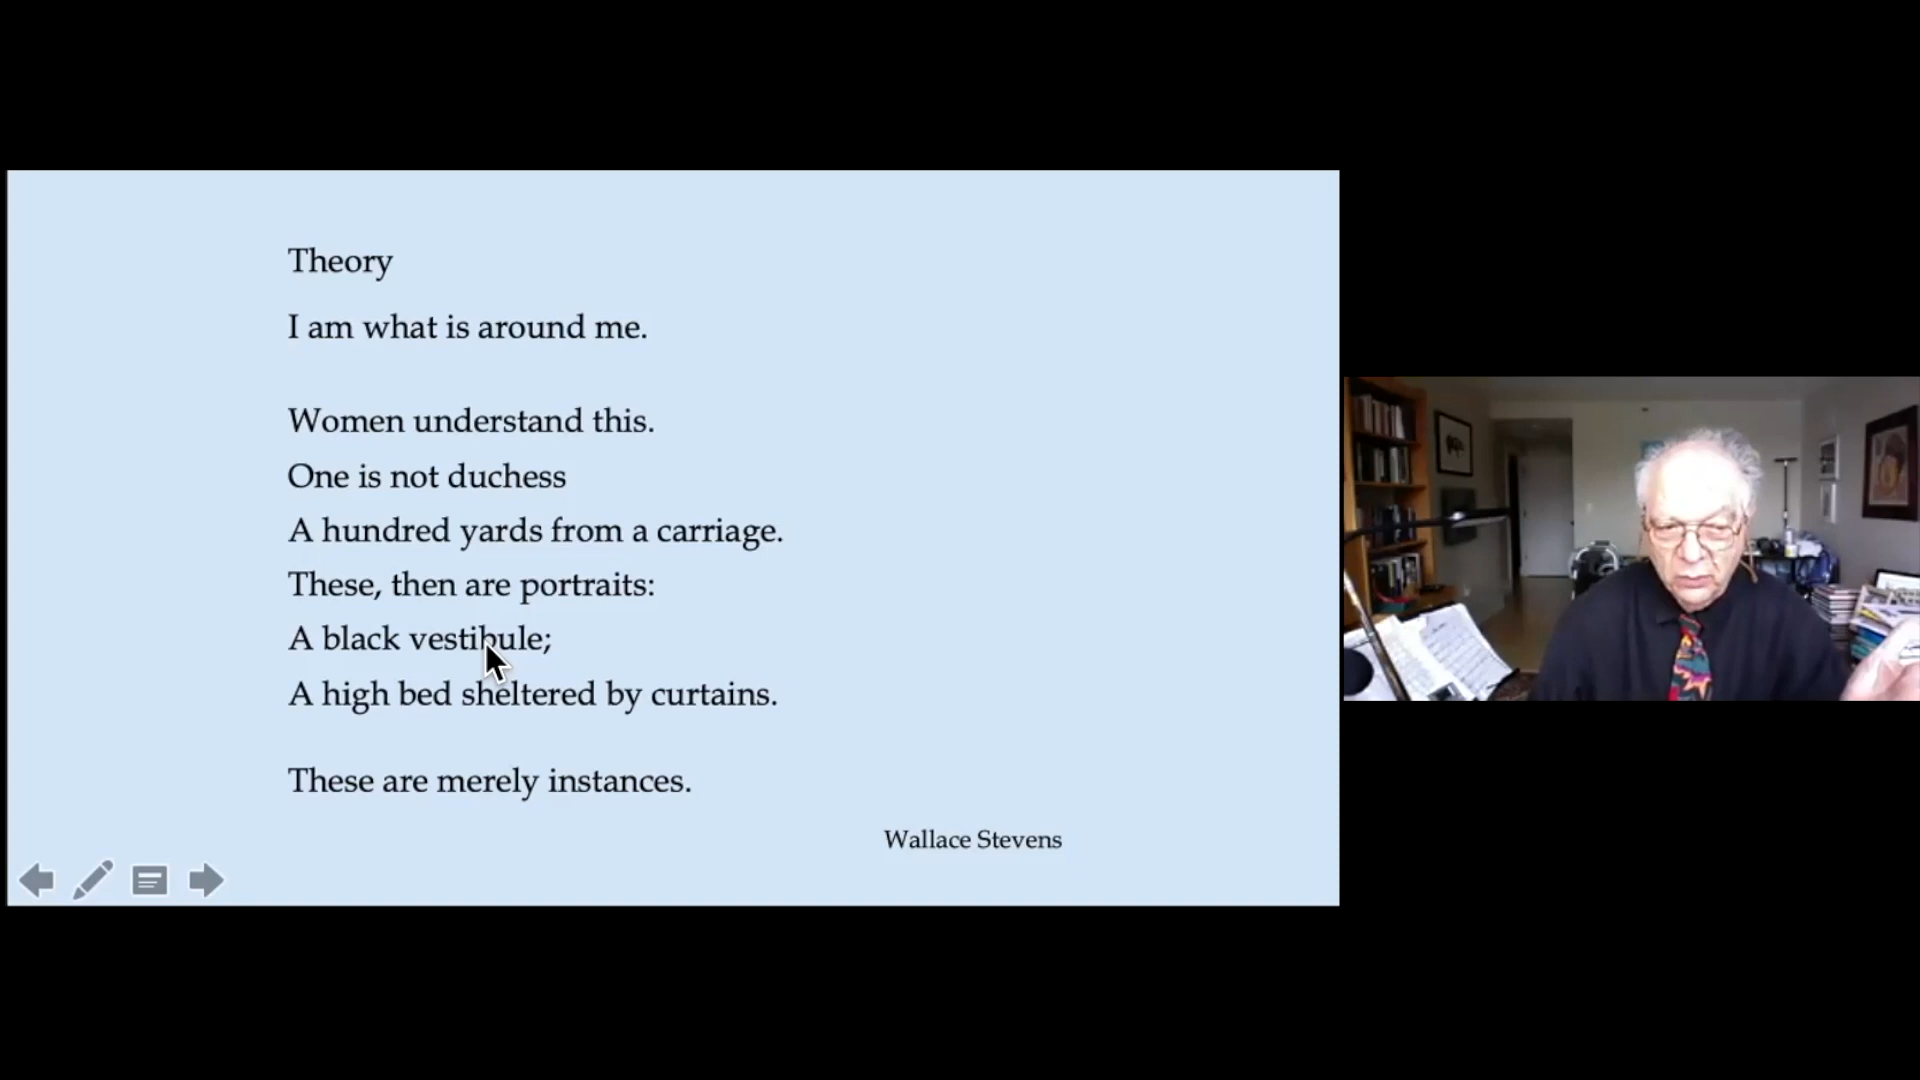 Theory
I am what is around me.
Women understand this.
One is not duchess
A hundred yards from a carriage.
These, then are portraits:
A black vestibule;
A high bed sheltered by curtains.
These are merely instances.
Wallace Stevens